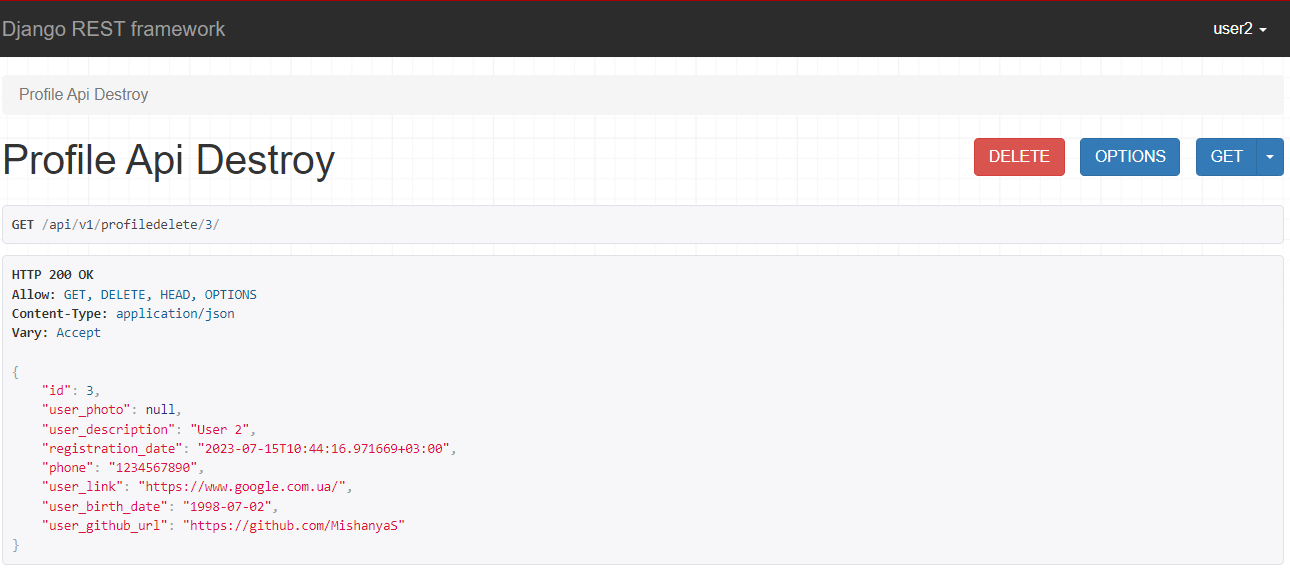 Django REST framework
user2
Profile Api Destroy
Profile Api Destroy
DELETE
OPTIONS
GET
GET /api/v1/profiledelete/3/
HTTP 200 OK
Allow: GET, DELETE, HEAD, OPTIONS
Content-Type: application/json
Vary: Accept
{
    "id": 3,
    "user_photo": null,
    "user_description": "User 2",
    "registration_date": "2023-07-15T10:44:16.971669+03:00",
    "phone": "1234567890",
    "user_link": "https://www.google.com.ua/",
    "user_birth_date": "1998-07-02",
    "user_github_url": "https://github.com/MishanyaS"
}